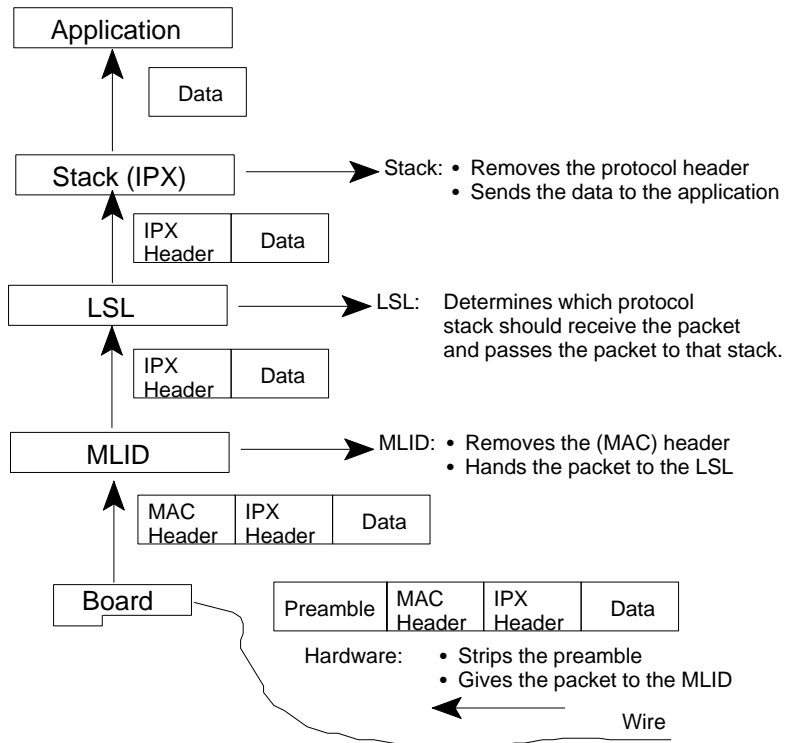 Application
Data
Stack (IPX)
Stack: • Removes the protocol header
• Sends the data to the application
IPX
Header
Data
LSL
LSL: Determines which protocol
stack should receive the packet
and passes the packet to that stack.
IPX
Header
Data
MLID
MLID: • Removes the (MAC) header
• Hands the packet to the LSL
MAC
Header
IPX
Header
Data
Board
Preamble
MAC
Header
IPX
Header
Data
Hardware: • Strips the preamble
• Gives the packet to the MLID
Wire